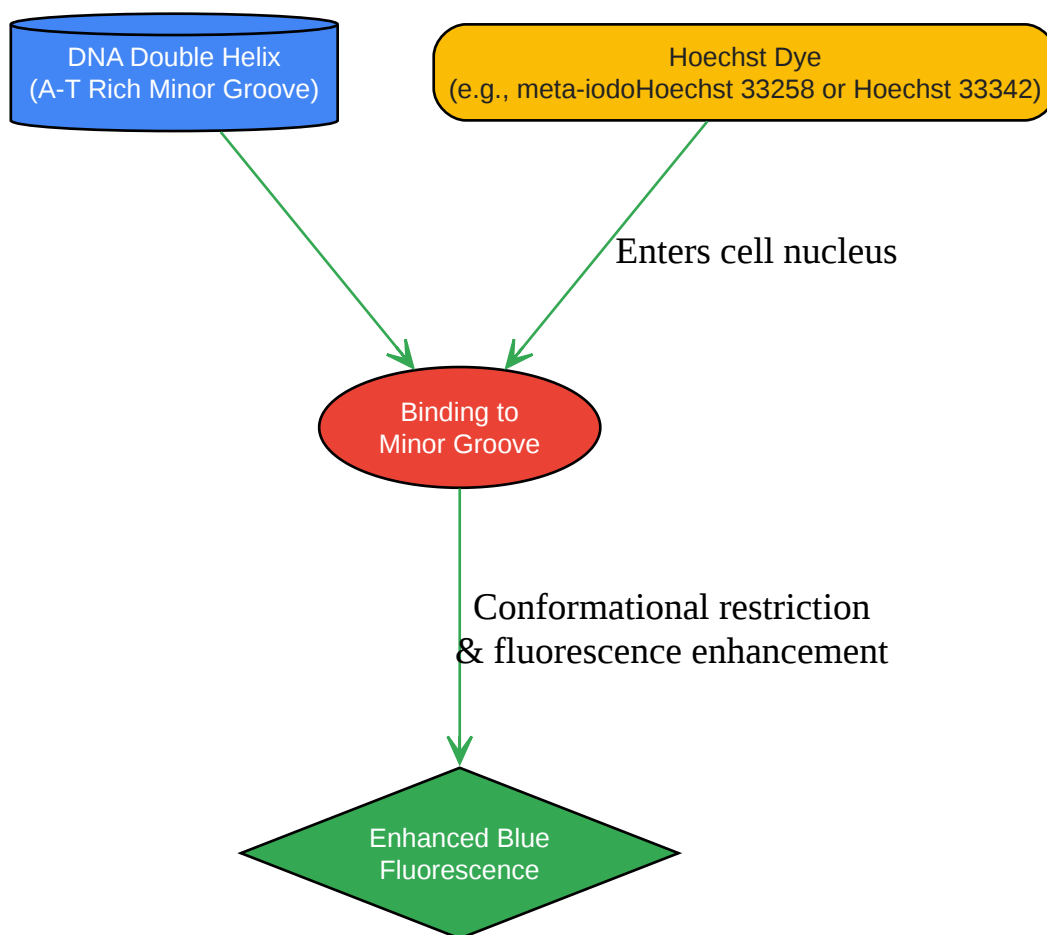 DNA Double Helix
(A-T Rich Minor Groove)
Hoechst Dye
(e.g., meta-iodoHoechst 33258 or Hoechst 33342)
Enters cell nucleus
Binding to
Minor Groove
Conformational restriction
& fluorescence enhancement
Enhanced Blue
Fluorescence